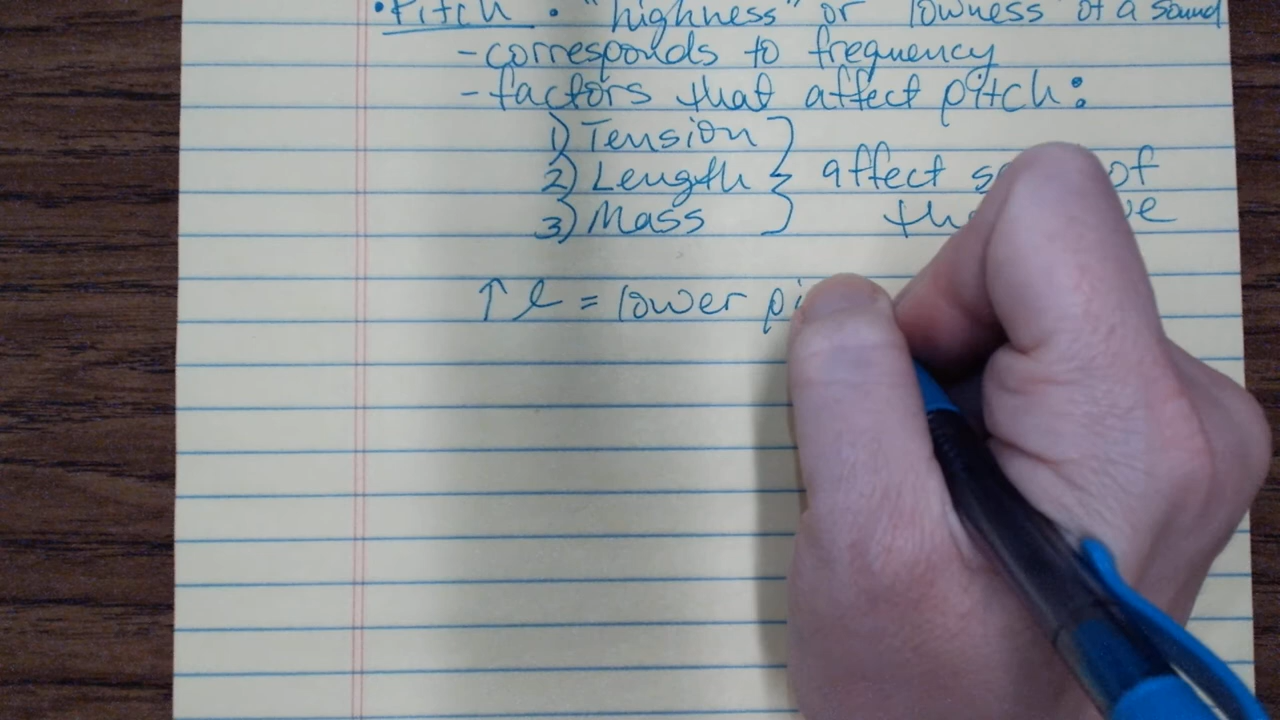 • Pitch • "highness" or lowness of a sound
- corresponds to frequency
- factors that affect pitch:
1) Tension
2) Length } affect of
3) Mass
↑ l = lower